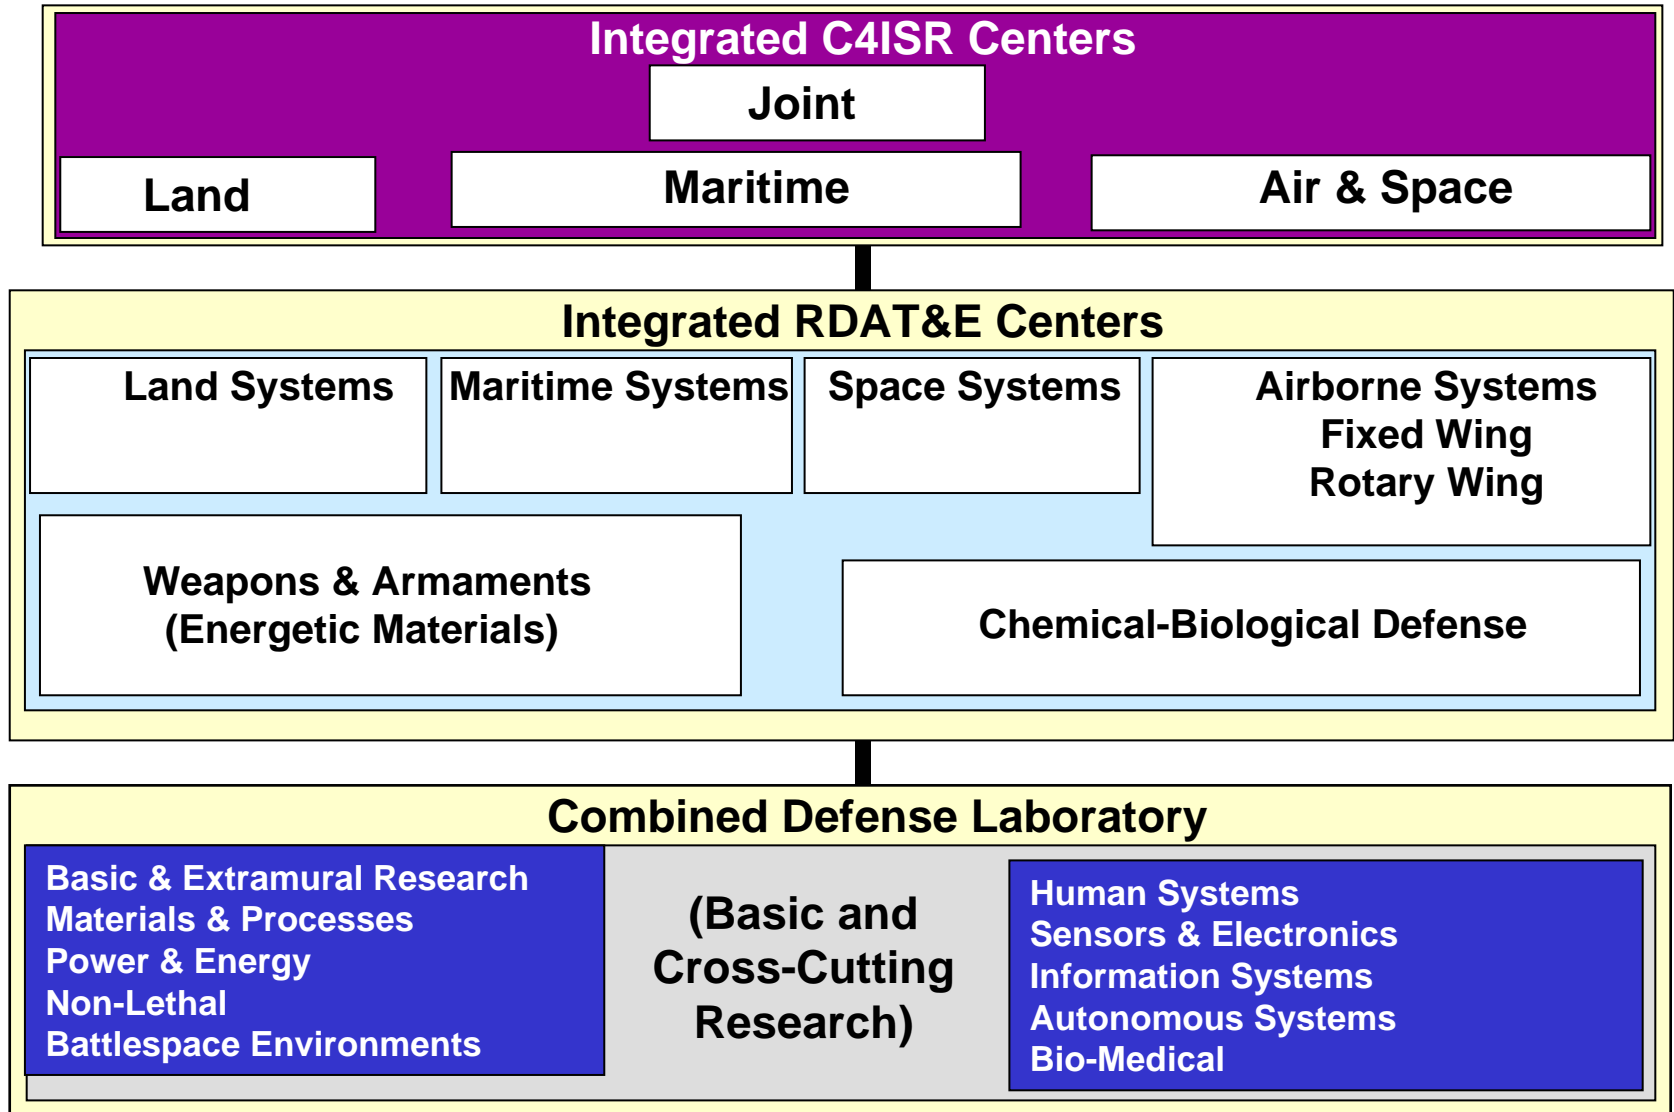 Integrated C4ISR Centers
Joint
Land
Maritime
Air & Space
Integrated RDAT&E Centers
Land Systems
Maritime Systems
Space Systems
Airborne Systems
Fixed Wing
Rotary Wing
Weapons & Armaments
(Energetic Materials)
Chemical-Biological Defense
Combined Defense Laboratory
Basic & Extramural Research
Materials & Processes
Power & Energy
Non-Lethal
Battlespace Environments
(Basic and
Cross-Cutting
Research)
Human Systems
Sensors & Electronics
Information Systems
Autonomous Systems
Bio-Medical